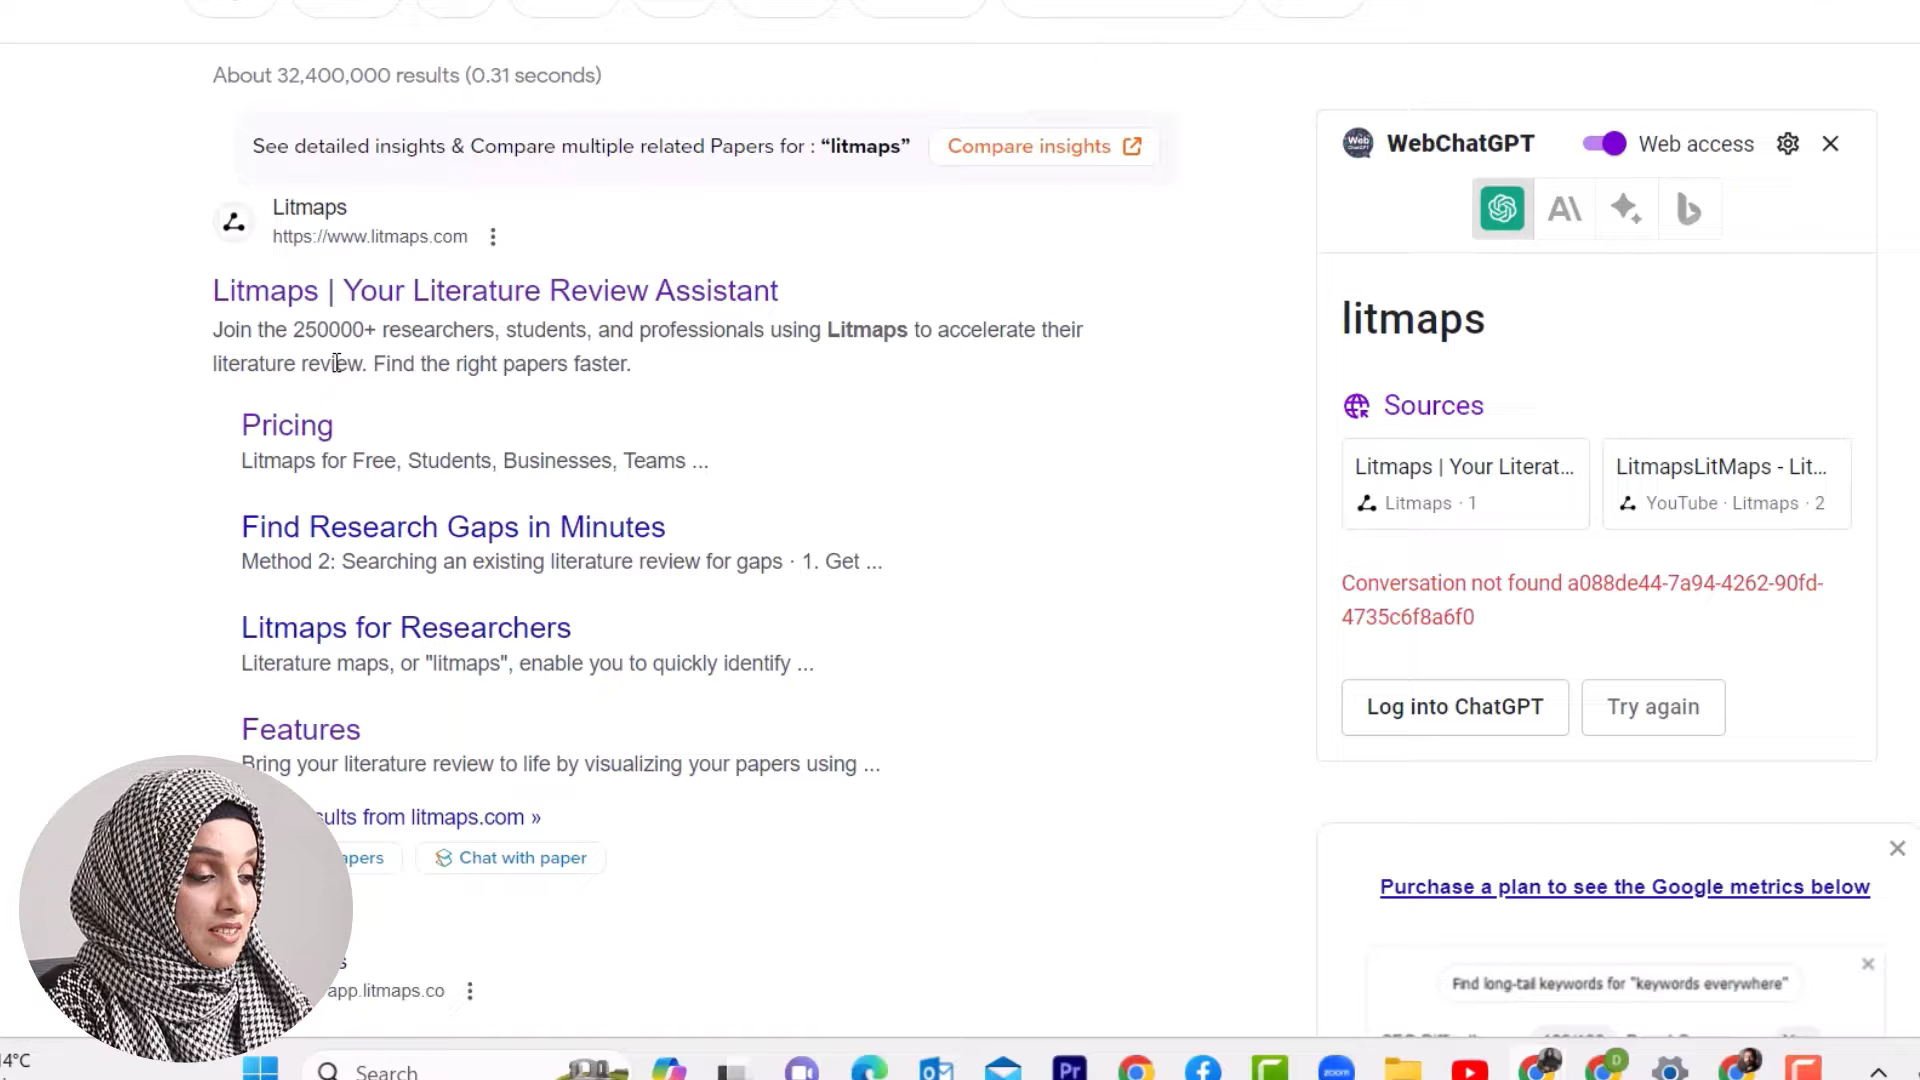 About 32,400,000 results (0.31 seconds)
See detailed insights & Compare multiple related Papers for : “litmaps”
Compare insights
Litmaps
https://www.litmaps.com
Litmaps | Your Literature Review Assistant
Join the 250000+ researchers, students, and professionals using Litmaps to accelerate their
literature review. Find the right papers faster.
Pricing
Litmaps for Free, Students, Businesses, Teams ...
Find Research Gaps in Minutes
Method 2: Searching an existing literature review for gaps · 1. Get ...
Litmaps for Researchers
Literature maps, or "litmaps", enable you to quickly identify ...
Features
Bring your literature review to life by visualizing your papers using ...
from litmaps.com »
Chat with paper
app.litmaps.co
WebChatGPT
Web access
litmaps
Sources
Litmaps | Your Literat...
Litmaps · 1
LitmapsLitMaps - Lit...
YouTube · Litmaps · 2
Conversation not found a088de44-7a94-4262-90fd-
4735c6f8a6f0
Log into ChatGPT
Try again
Purchase a plan to see the Google metrics below
Find long-tail keywords for "keywords everywhere"
4°C
Search
Pr
zoom
D